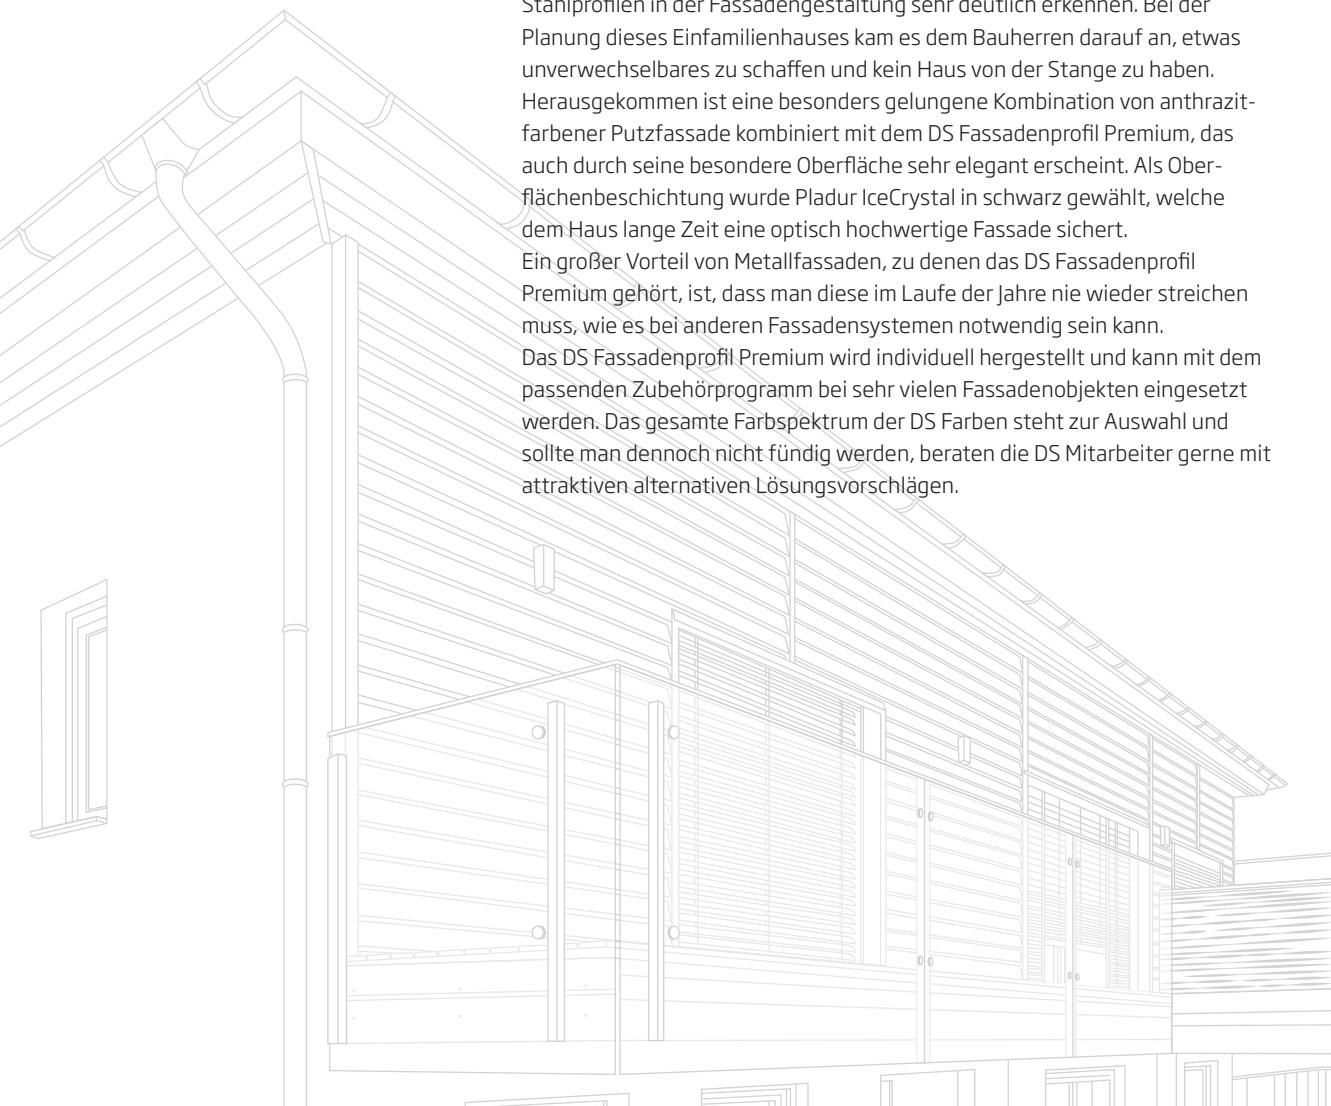 Stahlprofilen in der Fassadengestaltung sehr deutlich erkennen. Bei der
Planung dieses Einfamilienhauses kam es dem Bauherren darauf an, etwas
unverwechselbares zu schaffen und kein Haus von der Stange zu haben.
Herausgekommen ist eine besonders gelungene Kombination von anthrazit-
farbener Putzfassade kombiniert mit dem DS Fassadenprofil Premium, das
auch durch seine besondere Oberfläche sehr elegant erscheint. Als Ober-
flächenbeschichtung wurde Pladur IceCrystal in schwarz gewählt, welche
dem Haus lange Zeit eine optisch hochwertige Fassade sichert.
Ein großer Vorteil von Metallfassaden, zu denen das DS Fassadenprofil
Premium gehört, ist, dass man diese im Laufe der Jahre nie wieder streichen
muss, wie es bei anderen Fassadensystemen notwendig sein kann.
Das DS Fassadenprofil Premium wird individuell hergestellt und kann mit dem
passenden Zubehörprogramm bei sehr vielen Fassadenobjekten eingesetzt
werden. Das gesamte Farbspektrum der DS Farben steht zur Auswahl und
sollte man dennoch nicht fündig werden, beraten die DS Mitarbeiter gerne mit
attraktiven alternativen Lösungsvorschlägen.